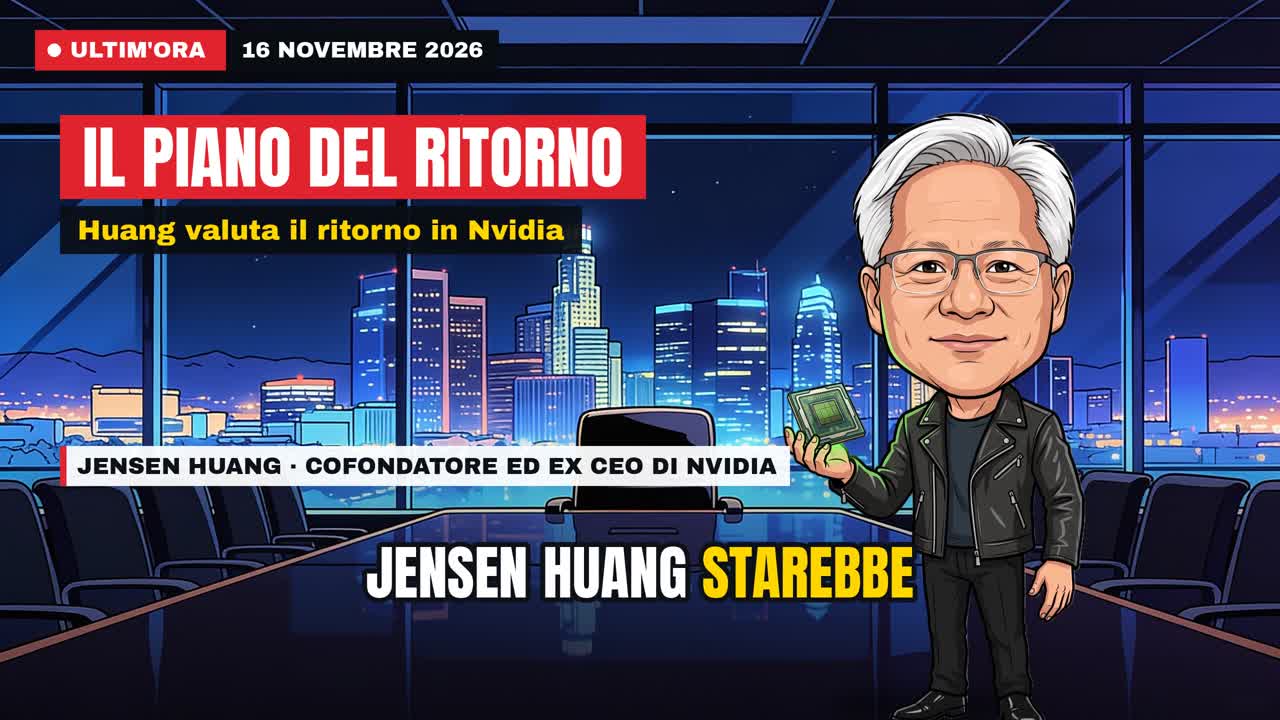 ULTIM'ORA
16 NOVEMBRE 2026
IL PIANO DEL RITORNO
Huang valuta il ritorno in Nvidia
JENSEN HUANG · COFONDATORE ED EX CEO DI NVIDIA
JENSEN HUANG STAREBBE